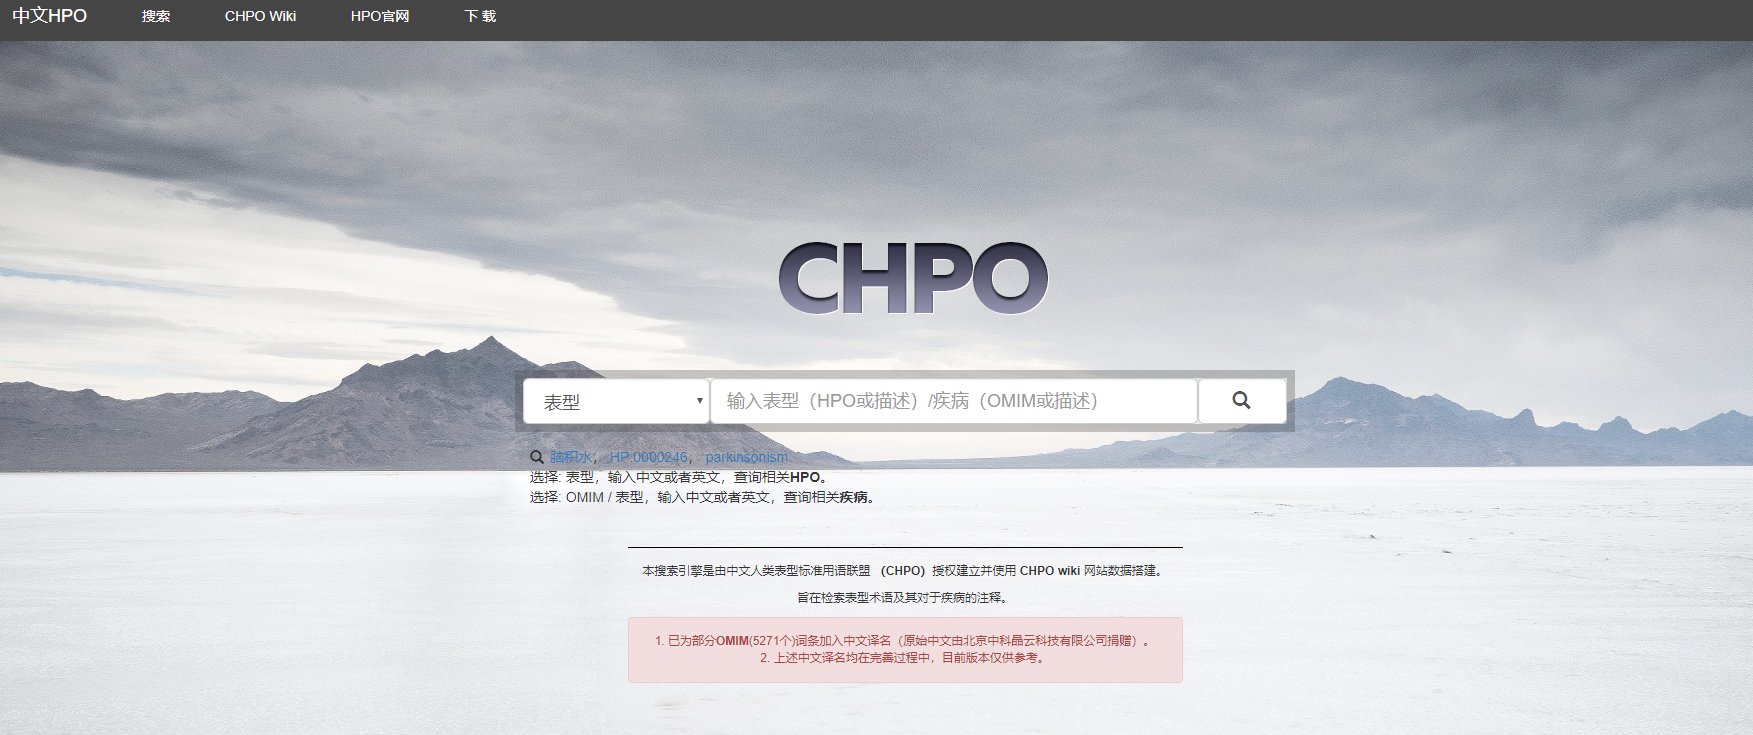 中文HPO 搜索 CHPO Wiki HPO官网 下 载
CHPO
表型 输入表型（HPO或描述）/疾病（OMIM或描述）
脑积水， HP:0000246， parkinsonism
选择: 表型，输入中文或者英文，查询相关HPO。
选择: OMIM / 表型，输入中文或者英文，查询相关疾病。
本搜索引擎是由中文人类表型标准用语联盟 （CHPO）授权建立并使用 CHPO wiki 网站数据搭建。
旨在检索表型术语及其对于疾病的注释。
1. 已为部分OMIM(5271个)词条加入中文译名（原始中文由北京中科晶云科技有限公司捐赠）。
2. 上述中文译名均在完善过程中，目前版本仅供参考。